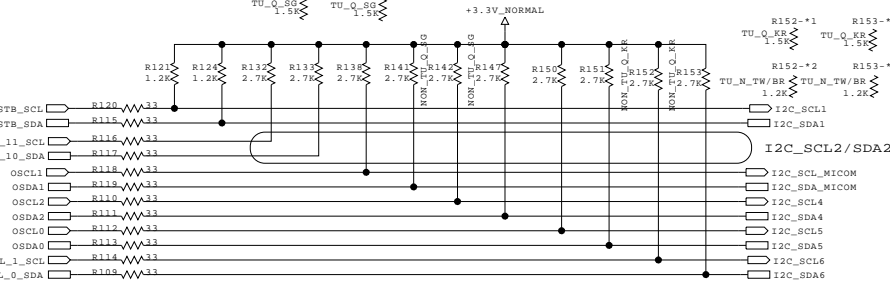 TU_Q_SG
1.5K
TU_Q_SG
1.5K
+3.3V_NORMAL
R152-*1
TU_Q_KR
1.5K
R153-*
TU_Q_KR
1.5K
R121
1.2K
R124
1.2K
R132
2.7K
R133
2.7K
R138
2.7K
R141
2.7K
NON_TU_Q_SG
R142
2.7K
NON_TU_Q_SG
R147
2.7K
R150
2.7K
R151
2.7K
NON_TU_Q_KR
R152
2.7K
NON_TU_Q_KR
R153
2.7K
R152-*2
TU_N_TW/BR
1.2K
R153-*
TU_N_TW/BR
1.2K
STB_SCL R120 33 I2C_SCL1
STB_SDA R115 33 I2C_SDA1
_11_SCL R116 33
_10_SDA R117 33
I2C_SCL2/SDA2
OSCL1 R118 33 I2C_SCL_MICOM
OSDA1 R119 33 I2C_SDA_MICOM
OSCL2 R110 33 I2C_SCL4
OSDA2 R111 33 I2C_SDA4
OSCL0 R112 33 I2C_SCL5
OSDA0 R113 33 I2C_SDA5
L_1_SCL R114 33 I2C_SCL6
L_0_SDA R109 33 I2C_SDA6